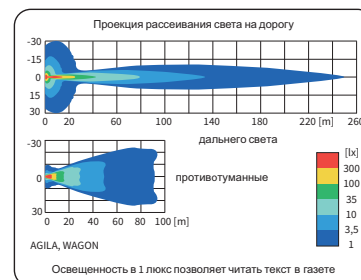 Проекция рассеивания света на дорогу
-30
15
0
15
30
0 20 60 100 140 180 220 260
[m]
дальнего света
30
0
30
0 20 40 60 80 100 [m]
противотуманные
[lx]
300
100
35
10
3,5
1
AGILA, WAGON
Освещенность в 1 люкс позволяет читать текст в газете